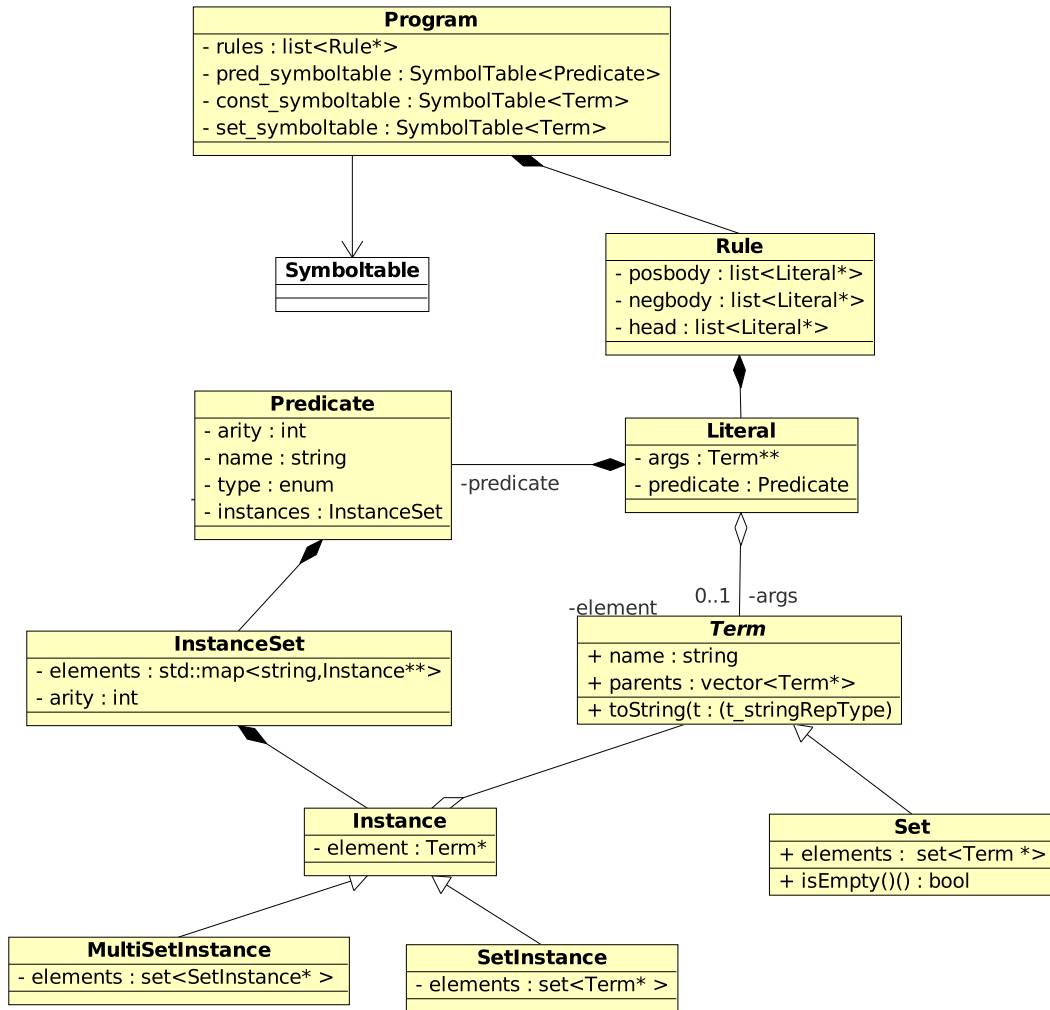 Program
- rules : list<Rule*>
- pred_symboltable : SymbolTable<Predicate>
- const_symboltable : SymbolTable<Term>
- set_symboltable : SymbolTable<Term>
Symboltable
Rule
- posbody : list<Literal*>
- negbody : list<Literal*>
- head : list<Literal*>
Predicate
- arity : int
- name : string
- type : enum
- instances : InstanceSet
-predicate
Literal
- args : Term**
- predicate : Predicate
0..1
-args
-element
Term
+ name : string
+ parents : vector<Term*>
+ toString(t : (t_stringRepType)
InstanceSet
- elements : std::map<string,Instance**>
- arity : int
Instance
- element : Term*
Set
+ elements :  set<Term *>
+ isEmpty()() : bool
MultiSetInstance
- elements : set<SetInstance* >
SetInstance
- elements : set<Term* >